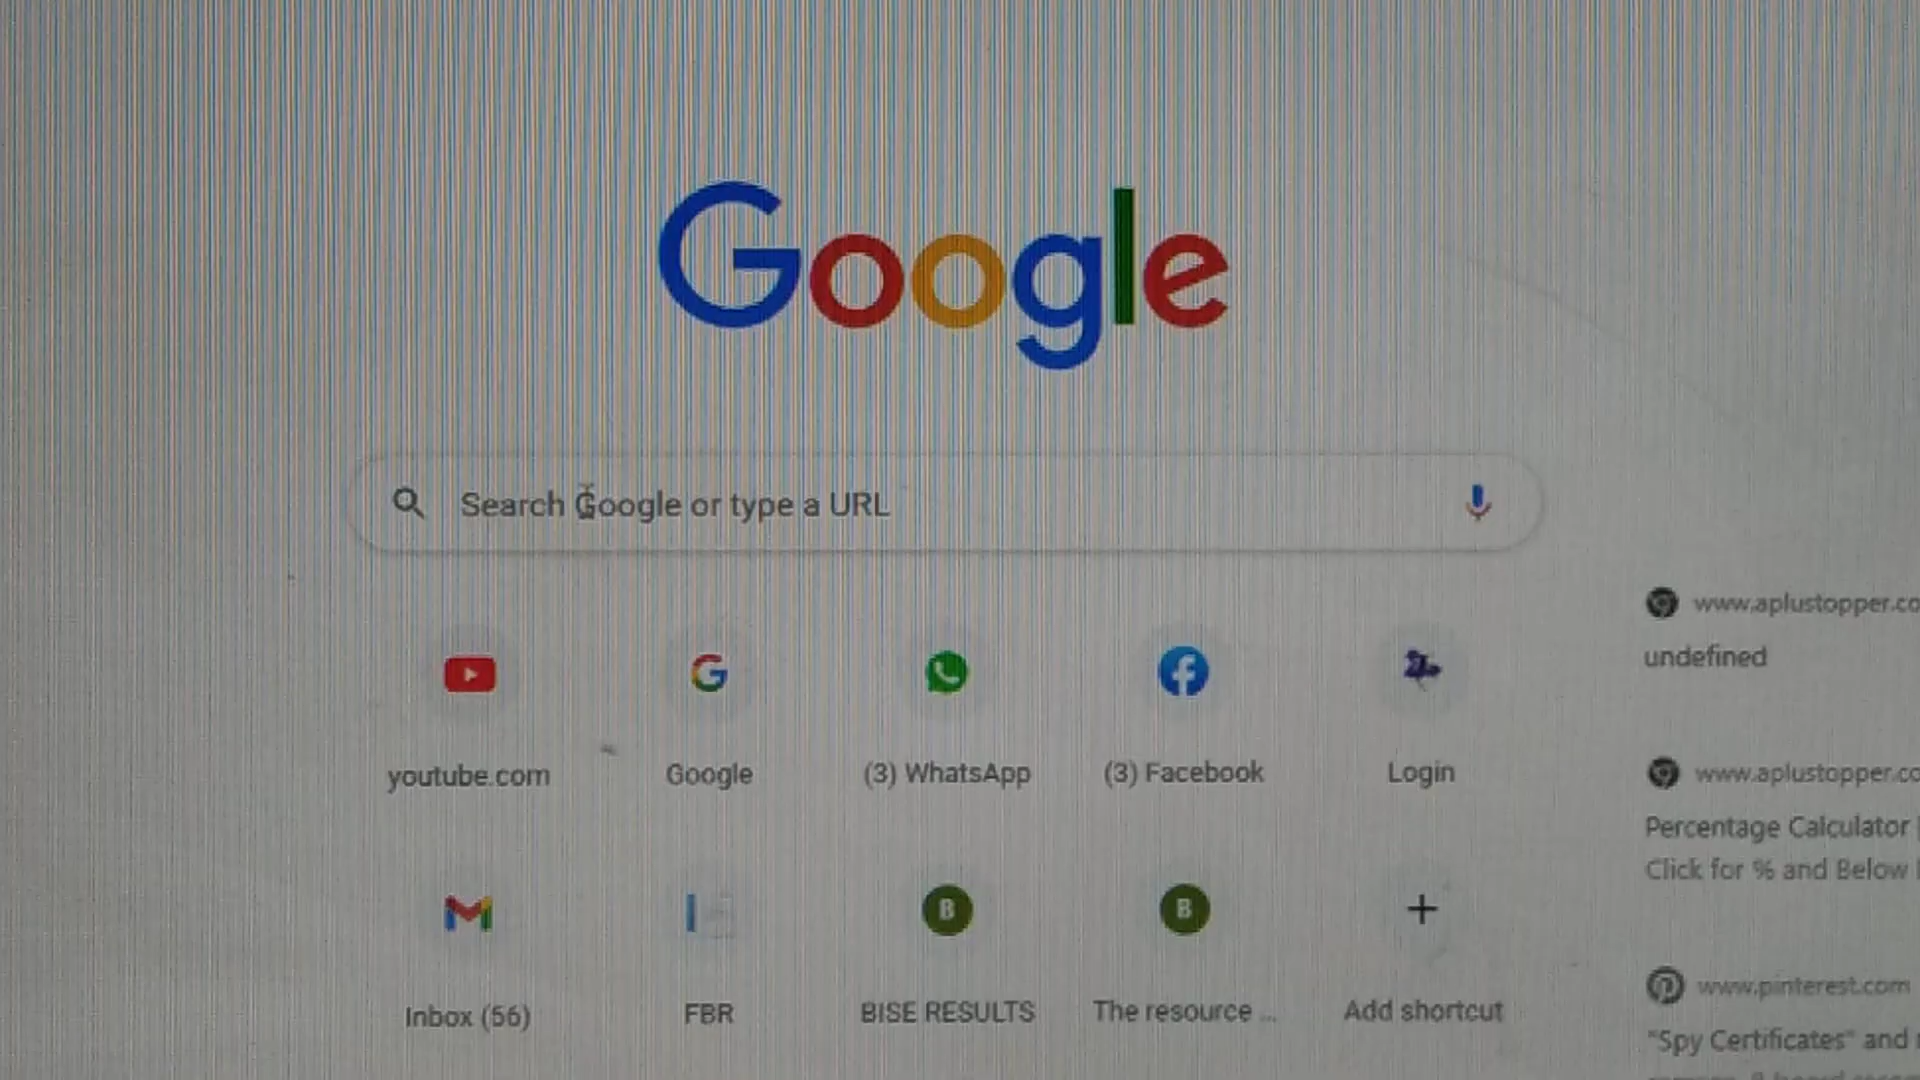 Google
Search Google or type a URL
youtube.com
Google
(3) WhatsApp
(3) Facebook
Login
Inbox (56)
FBR
B
BISE RESULTS
B
The resource ...
Add shortcut
www.aplustopper.co
undefined
www.aplustopper.co
Percentage Calculator
Click for % and Below
www.pinterest.com
"Spy Certificates" and